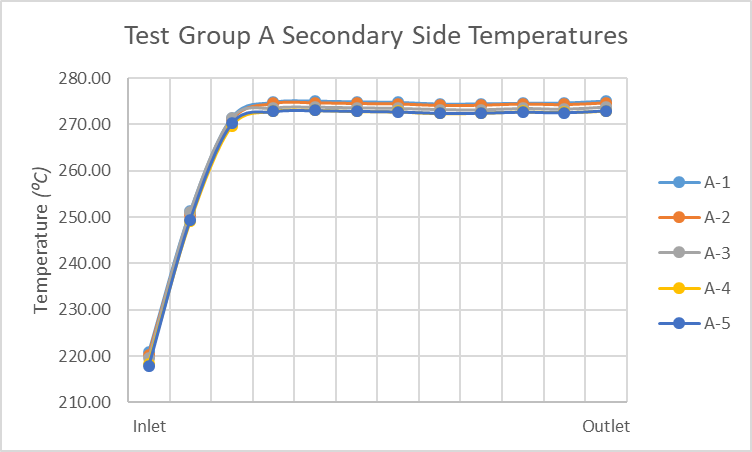 Test Group A Secondary Side Temperatures
Temperature (°C)
280.00
270.00
260.00
250.00
240.00
230.00
220.00
210.00
Inlet
Outlet
A-1
A-2
A-3
A-4
A-5